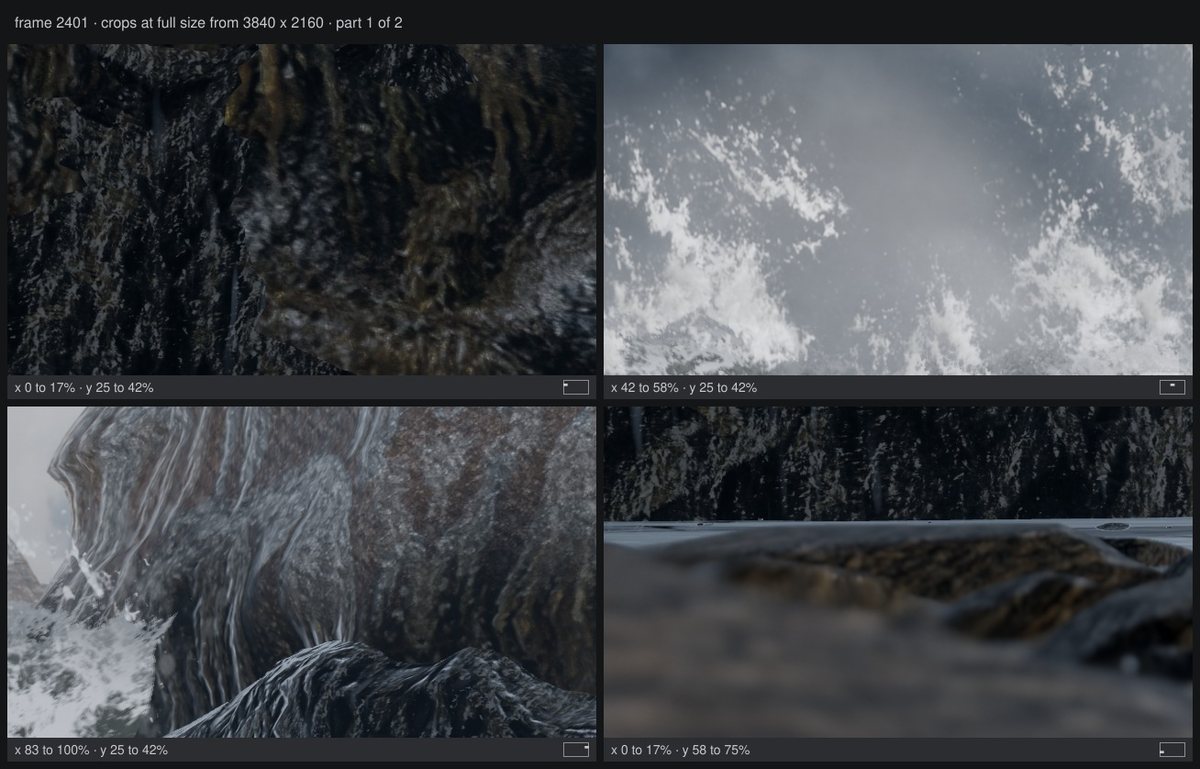 frame 2401 · crops at full size from 3840 x 2160 · part 1 of 2
x 0 to 17% · y 25 to 42%
x 42 to 58% · y 25 to 42%
x 83 to 100% · y 25 to 42%
x 0 to 17% · y 58 to 75%